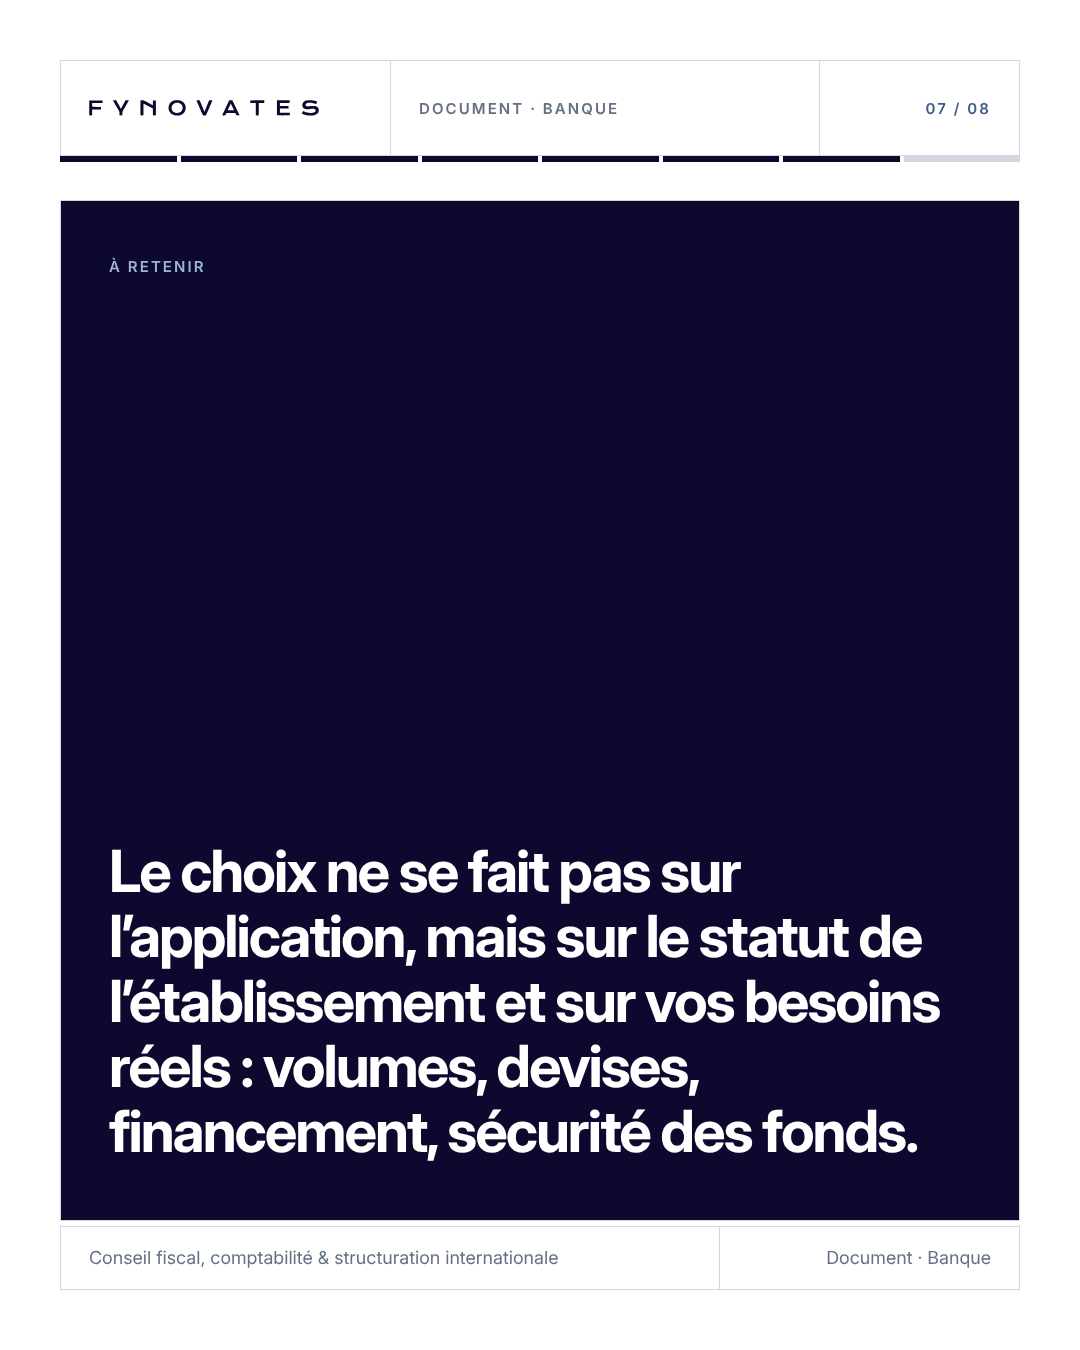 FYNOVATES
DOCUMENT · BANQUE
07 / 08
À RETENIR
Le choix ne se fait pas sur
l’application, mais sur le statut de
l’établissement et sur vos besoins
réels : volumes, devises,
financement, sécurité des fonds.
Conseil fiscal, comptabilité & structuration internationale
Document · Banque